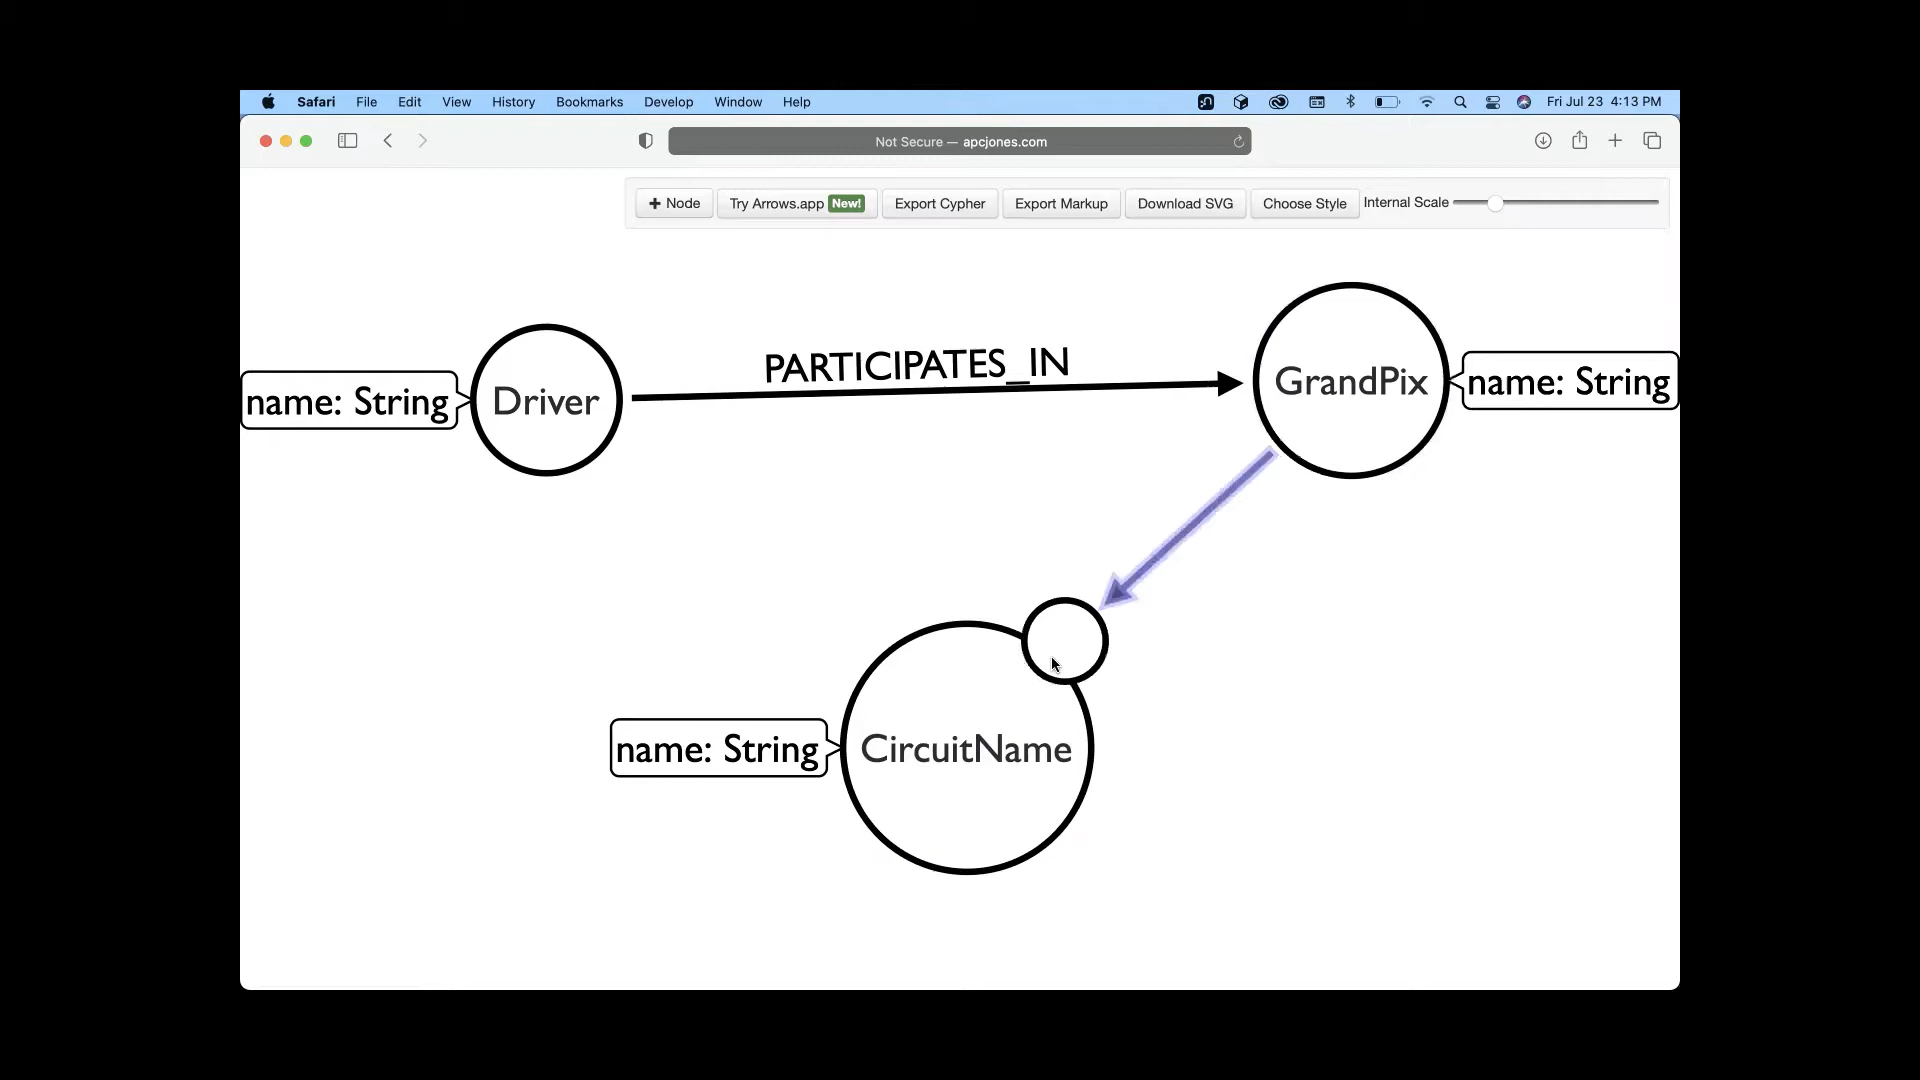 Safari File Edit View History Bookmarks Develop Window Help Fri Jul 23 4:13 PM
Not Secure — apcjones.com
+ Node Try Arrows.app New! Export Cypher Export Markup Download SVG Choose Style Internal Scale
PARTICIPATES_IN
name: String Driver GrandPix name: String
name: String CircuitName